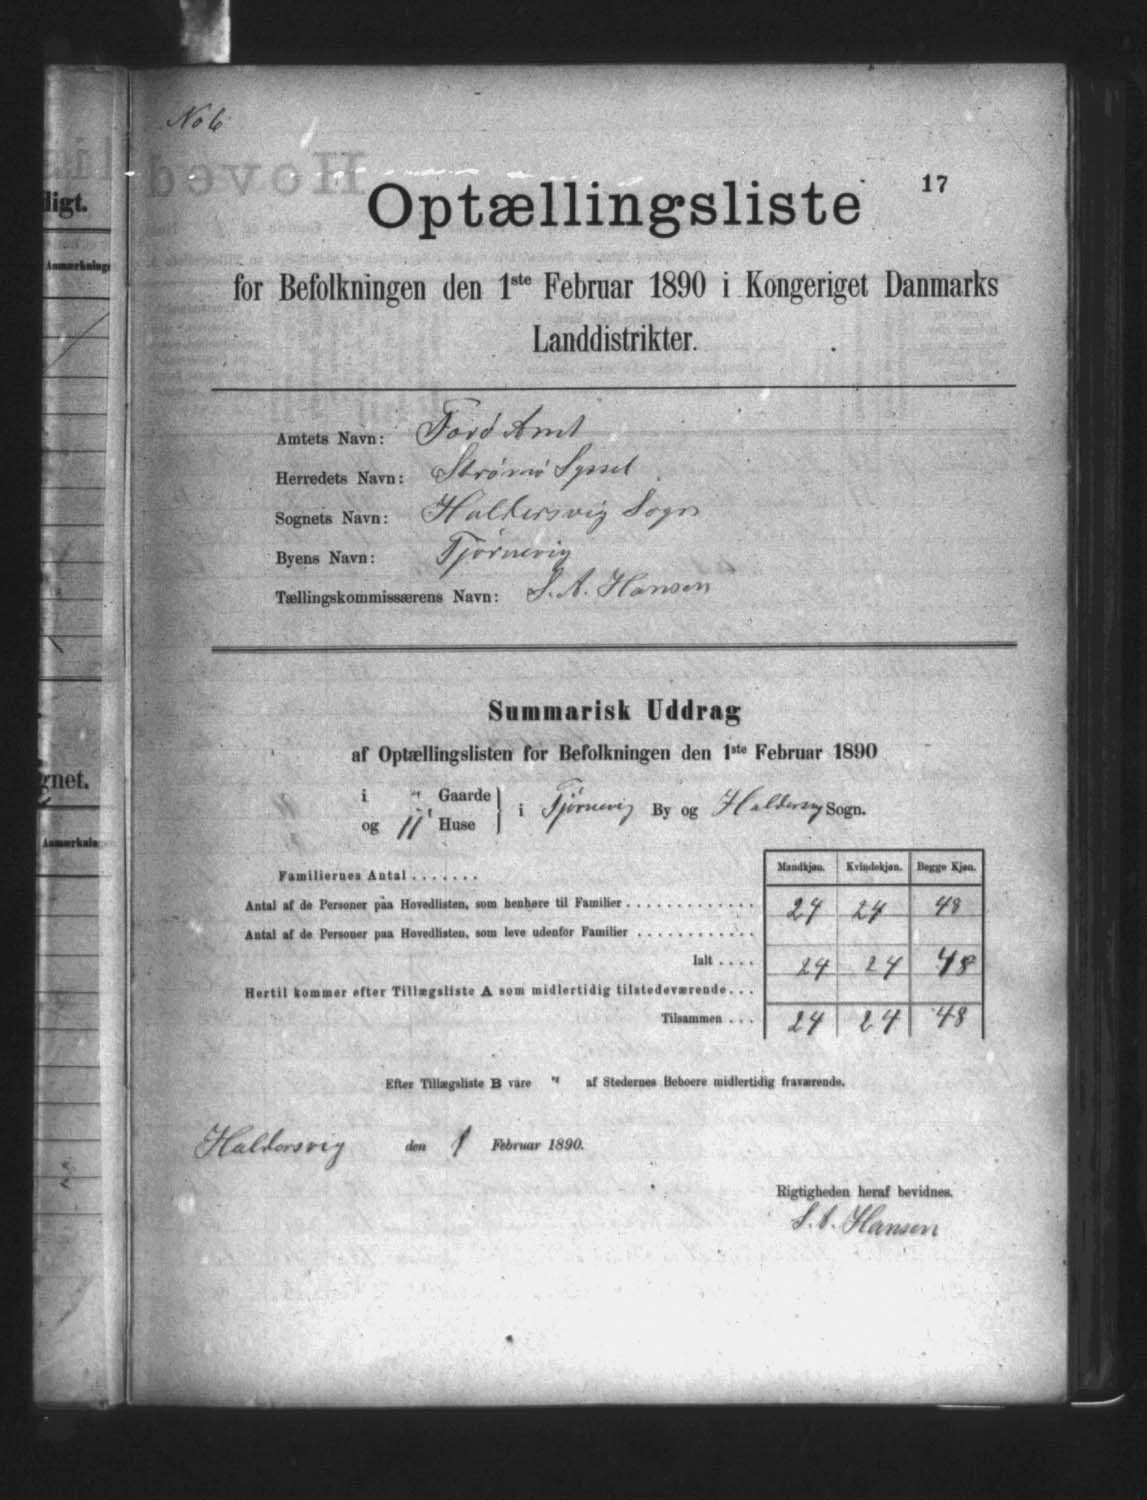 No 6
17
Optællingsliste
for Befolkningen den 1ste Februar 1890 i Kongeriget Danmarks
Landdistrikter.
Amtets Navn: Færø Amt
Herredets Navn: Strømø Syssel
Sognets Navn: Haldersvig Sogn
Byens Navn: Tjørnevig
Tællingskommissærens Navn: S. A. Hansen
Summarisk Uddrag
af Optællingslisten for Befolkningen den 1ste Februar 1890
i " Gaarde
og 11 Huse
i Tjørnevig By og Haldersvig Sogn.
Mandkjøn. Kvindekjøn. Begge Kjøn.
Familiernes Antal . . . . . . .
Antal af de Personer paa Hovedlisten, som henhøre til Familier . . . . . . . . . . . . . 24 24 48
Antal af de Personer paa Hovedlisten, som leve udenfor Familier . . . . . . . . . . . .
Ialt . . . . 24 24 48
Hertil kommer efter Tillægsliste A som midlertidig tilstedeværende . . .
Tilsammen . . . 24 24 48
Efter Tillægsliste B vare " af Stedernes Beboere midlertidig fraværende.
Haldersvig den 1 Februar 1890.
Rigtigheden heraf bevidnes.
S. A. Hansen
ligt.
Anmærkning
gnet.